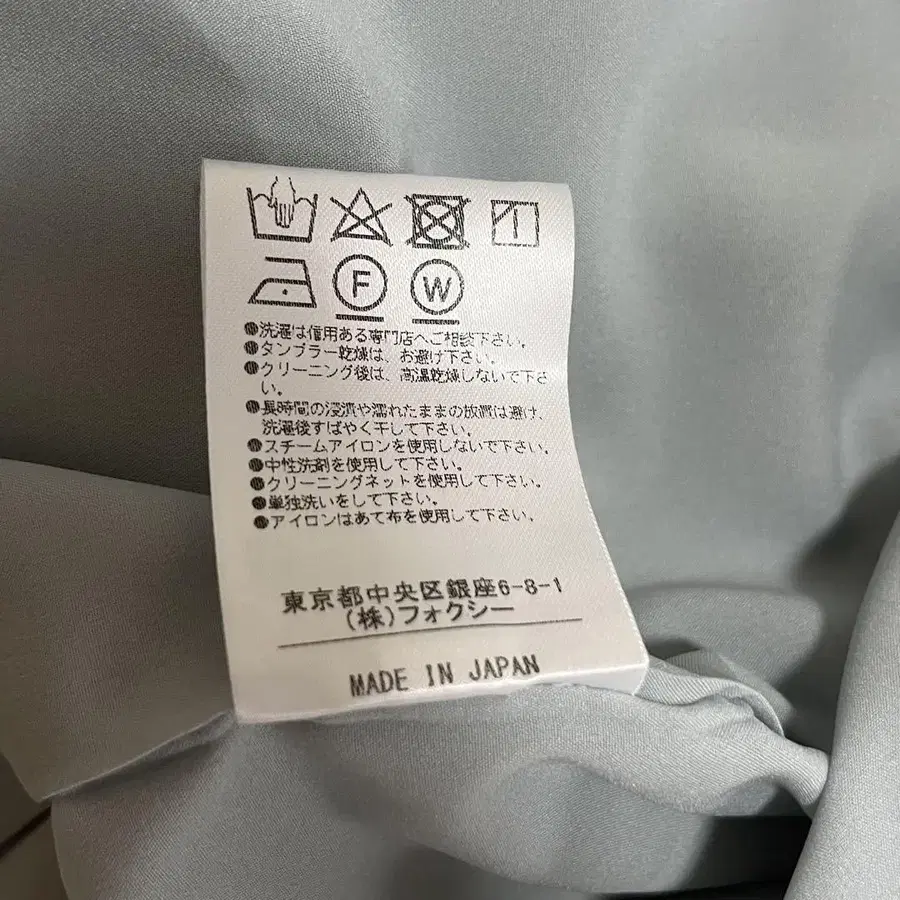 F W
●洗濯は信用ある専門店へご相談下さい。
●タンブラー乾燥は、お避け下さい。
●クリーニング後は、高温乾燥しないで下さ
い。
●長時間の浸漬や濡れたままの放置は避け、
洗濯後すばやく干して下さい。
●スチームアイロンを使用しないで下さい。
●中性洗剤を使用して下さい。
●クリーニングネットを使用して下さい。
●単独洗いをして下さい。
●アイロンはあて布を使用して下さい。
東京都中央区銀座6-8-1
(株)フォクシー
MADE IN JAPAN